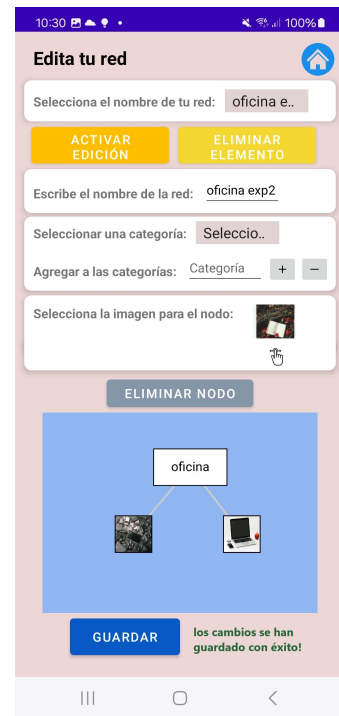 10:30 100%
Edita tu red
Selecciona el nombre de tu red: oficina e..
ACTIVAR
EDICIÓN
ELIMINAR
ELEMENTO
Escribe el nombre de la red: oficina exp2
Seleccionar una categoría: Seleccio..
Agregar a las categorías: Categoría + −
Selecciona la imagen para el nodo:
ELIMINAR NODO
oficina
GUARDAR
los cambios se han
guardado con éxito!